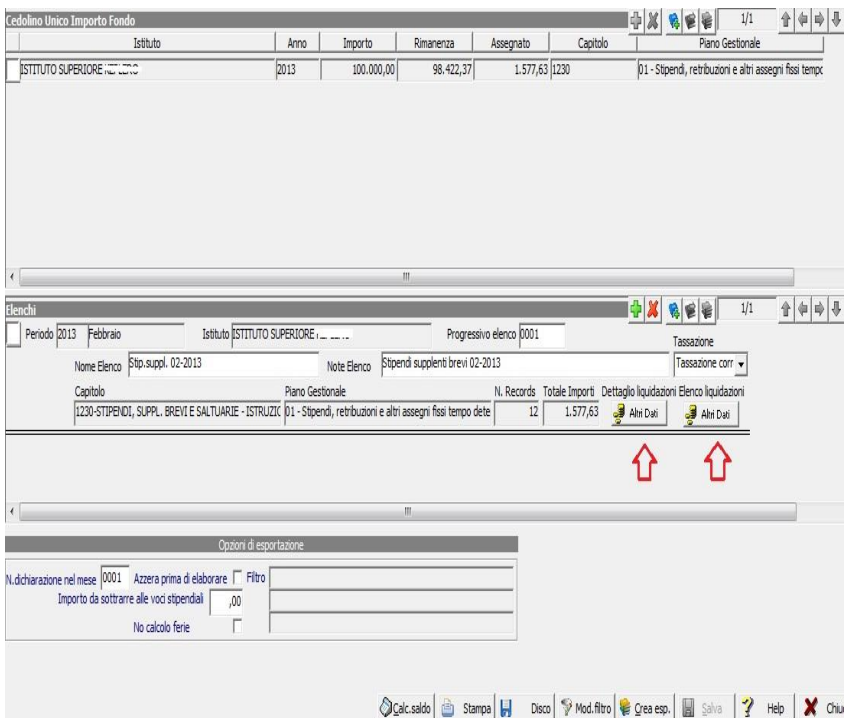 Cedolino Unico Importo Fondo 1/1
Istituto Anno Importo Rimanenza Assegnato Capitolo Piano Gestionale
ISTITUTO SUPERIORE 2013 100.000,00 98.422,37 1.577,63 1230 01 - Stipendi, retribuzioni e altri assegni fissi tempo
Elenchi 1/1
Periodo 2013 Febbraio Istituto ISTITUTO SUPERIORE Progressivo elenco 0001
Tassazione
Nome Elenco Stip.suppl. 02-2013 Note Elenco Stipendi supplenti brevi 02-2013 Tassazione corr
Capitolo Piano Gestionale N. Records Totale Importi Dettaglio liquidazioni Elenco liquidazioni
1230-STIPENDI, SUPPL. BREVI E SALTUARIE - ISTRUZIC 01 - Stipendi, retribuzioni e altri assegni fissi tempo dete 12 1.577,63 Altri Dati Altri Dati
Opzioni di esportazione
N.dichiarazione nel mese 0001 Azzera prima di elaborare Filtro
Importo da sottrarre alle voci stipendiali ,00
No calcolo ferie
Calc.saldo Stampa Disco Mod.filtro Crea esp. Salva Help Chiu